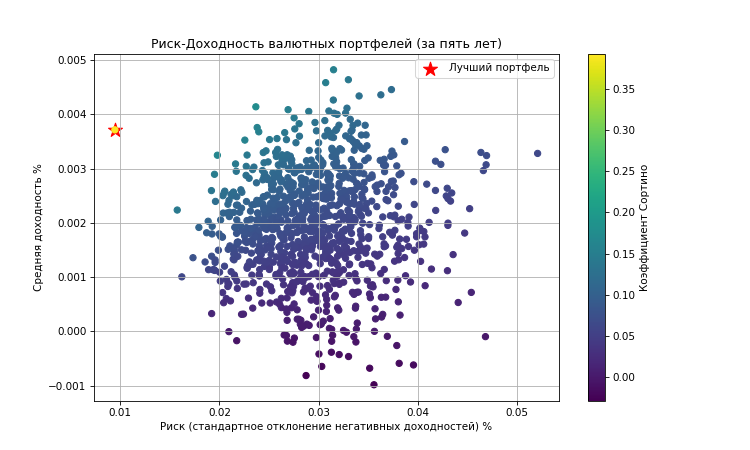 Риск-Доходность валютных портфелей (за пять лет)
Лучший портфель
Средняя доходность %
0.005
0.004
0.003
0.002
0.001
0.000
−0.001
0.01 0.02 0.03 0.04 0.05
Риск (стандартное отклонение негативных доходностей) %
0.35
0.30
0.25
0.20
0.15
0.10
0.05
0.00
Коэффициент Сортино